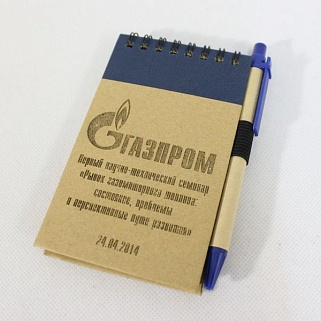 ГАЗПРОМ
Первый научно-технический семинар
«Рынок газомоторного топлива:
состояние, проблемы
и перспективные пути развития»
24.04.2014